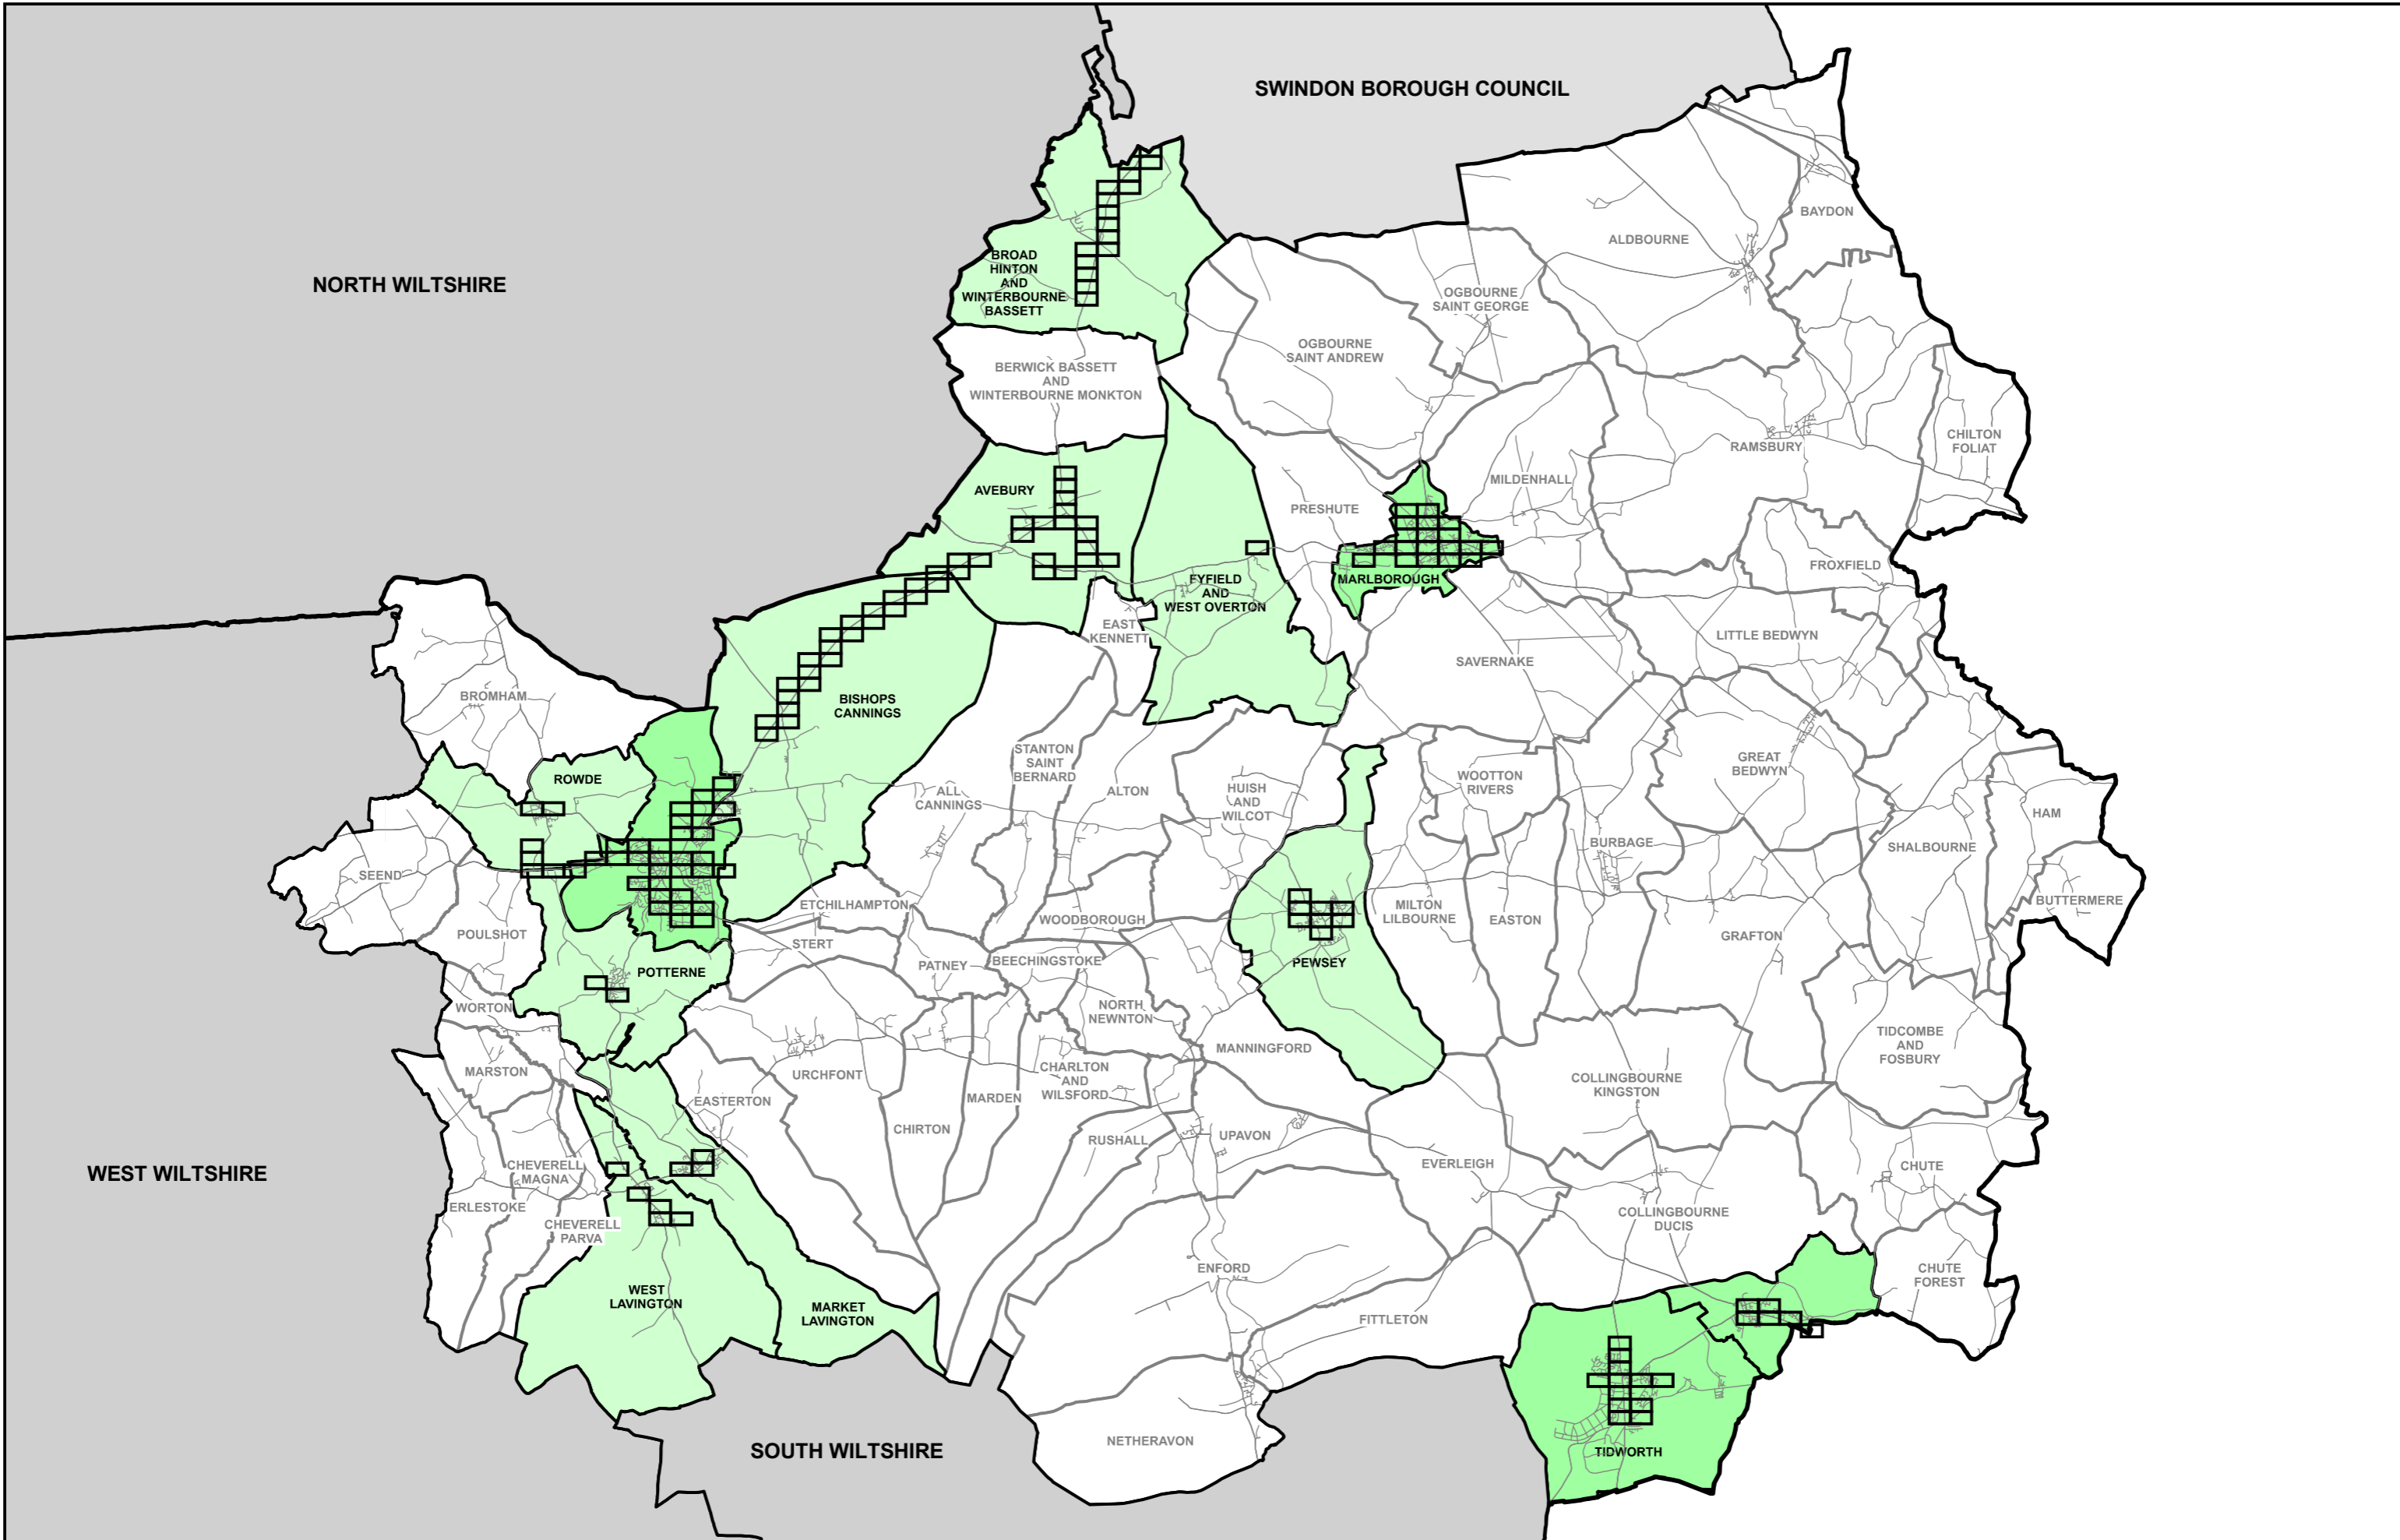 SWINDON BOROUGH COUNCIL
NORTH WILTSHIRE
BAYDON
ALDBOURNE
BROAD
HINTON
AND
WINTERBOURNE
BASSETT
OGBOURNE
SAINT GEORGE
OGBOURNE
SAINT ANDREW
BERWICK BASSETT
AND
WINTERBOURNE MONKTON
CHILTON
FOLIAT
RAMSBURY
MILDENHALL
AVEBURY
PRESHUTE
FROXFIELD
MARLBOROUGH
FYFIELD
AND
WEST OVERTON
EAST
KENNETT
LITTLE BEDWYN
SAVERNAKE
BROMHAM
BISHOPS
CANNINGS
STANTON
SAINT
BERNARD
GREAT
BEDWYN
ROWDE
WOOTTON
RIVERS
ALL
CANNINGS
ALTON
HUISH
AND
WILCOT
HAM
BURBAGE
SHALBOURNE
SEEND
BUTTERMERE
ETCHILHAMPTON
MILTON
LILBOURNE
EASTON
WOODBOROUGH
POULSHOT
GRAFTON
STERT
PATNEY
BEECHINGSTOKE
PEWSEY
POTTERNE
WORTON
NORTH
NEWNTON
TIDCOMBE
AND
FOSBURY
MANNINGFORD
MARSTON
URCHFONT
CHARLTON
AND
WILSFORD
COLLINGBOURNE
KINGSTON
EASTERTON
MARDEN
CHIRTON
RUSHALL
UPAVON
WEST WILTSHIRE
CHEVERELL
MAGNA
EVERLEIGH
CHUTE
ERLESTOKE
CHEVERELL
PARVA
COLLINGBOURNE
DUCIS
ENFORD
CHUTE
FOREST
WEST
LAVINGTON
MARKET
LAVINGTON
FITTLETON
NETHERAVON
SOUTH WILTSHIRE
TIDWORTH